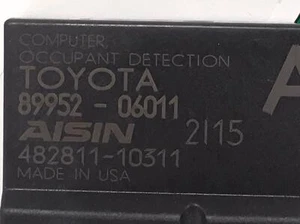 COMPUTER,
OCCUPANT DETECTION
TOYOTA
89952-06011
AISIN 2I15
482811-10311
MADE IN USA
A